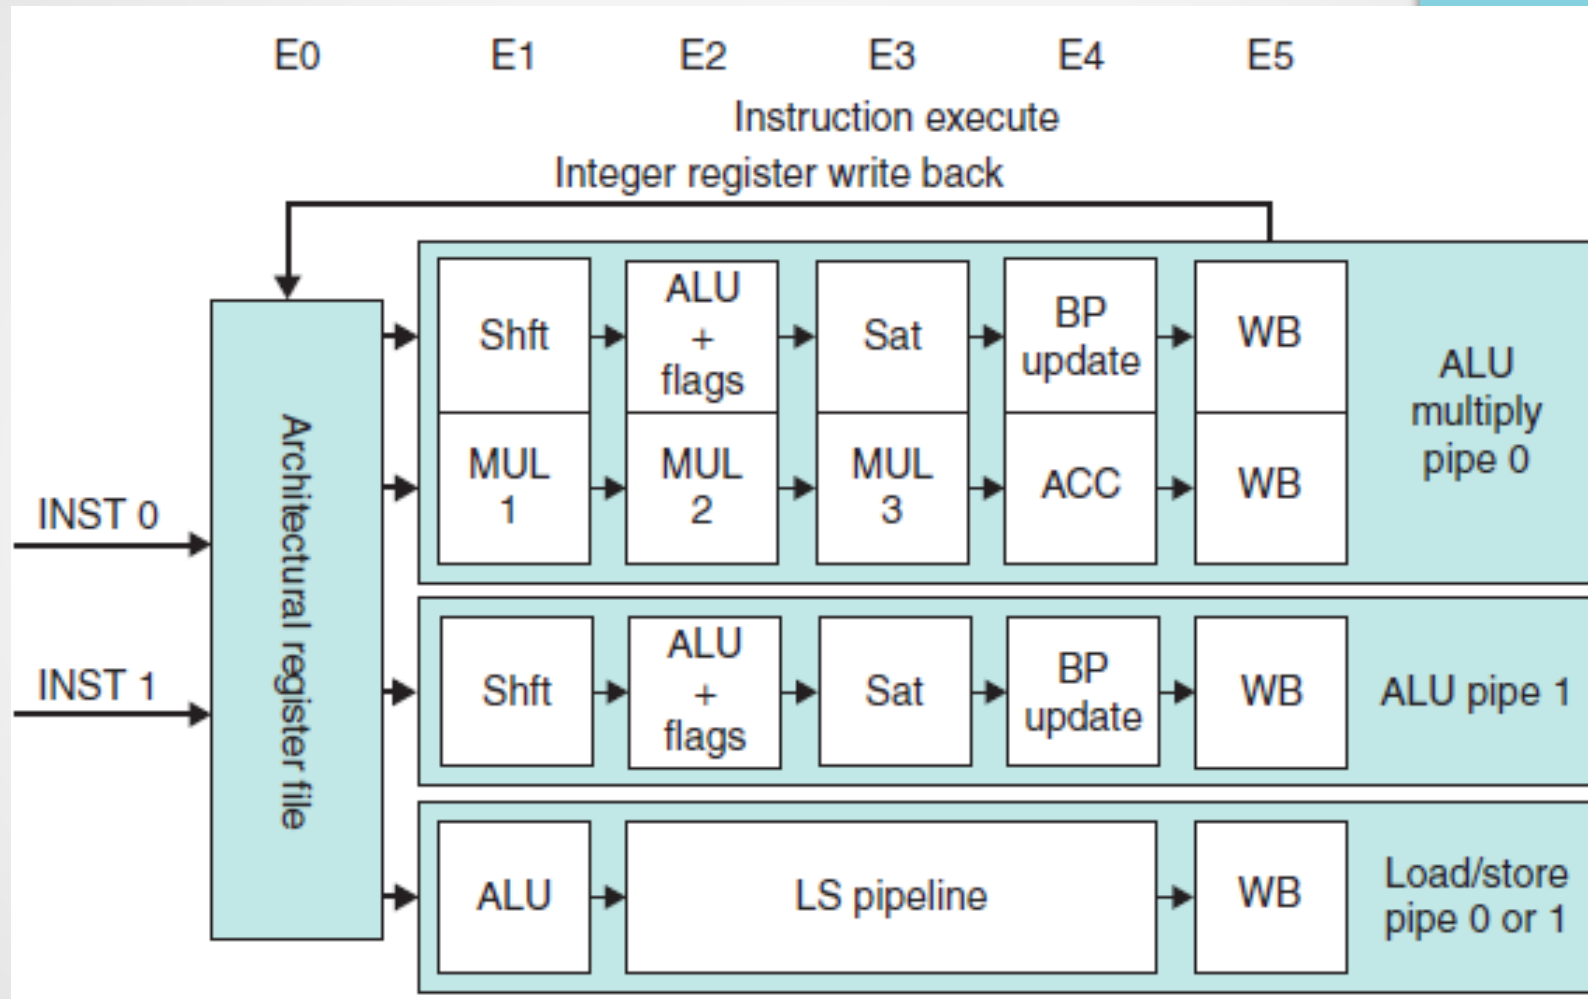 E0 E1 E2 E3 E4 E5
Instruction execute
Integer register write back
Architectural register file
INST 0
INST 1
Shft
ALU
+
flags
Sat
BP
update
WB
MUL
1
MUL
2
MUL
3
ACC
WB
ALU
multiply
pipe 0
Shft
ALU
+
flags
Sat
BP
update
WB
ALU pipe 1
ALU
LS pipeline
WB
Load/store
pipe 0 or 1